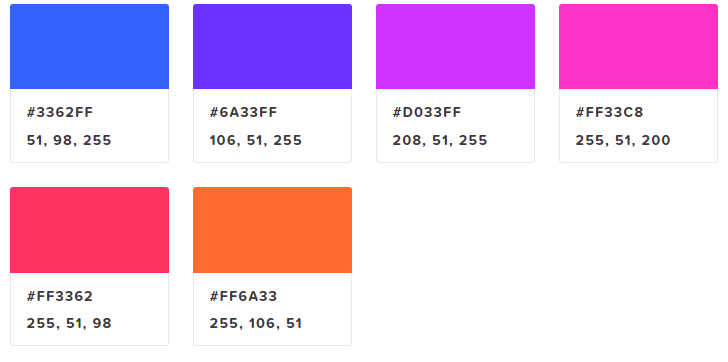 #3362FF
51, 98, 255
#6A33FF
106, 51, 255
#D033FF
208, 51, 255
#FF33C8
255, 51, 200
#FF3362
255, 51, 98
#FF6A33
255, 106, 51